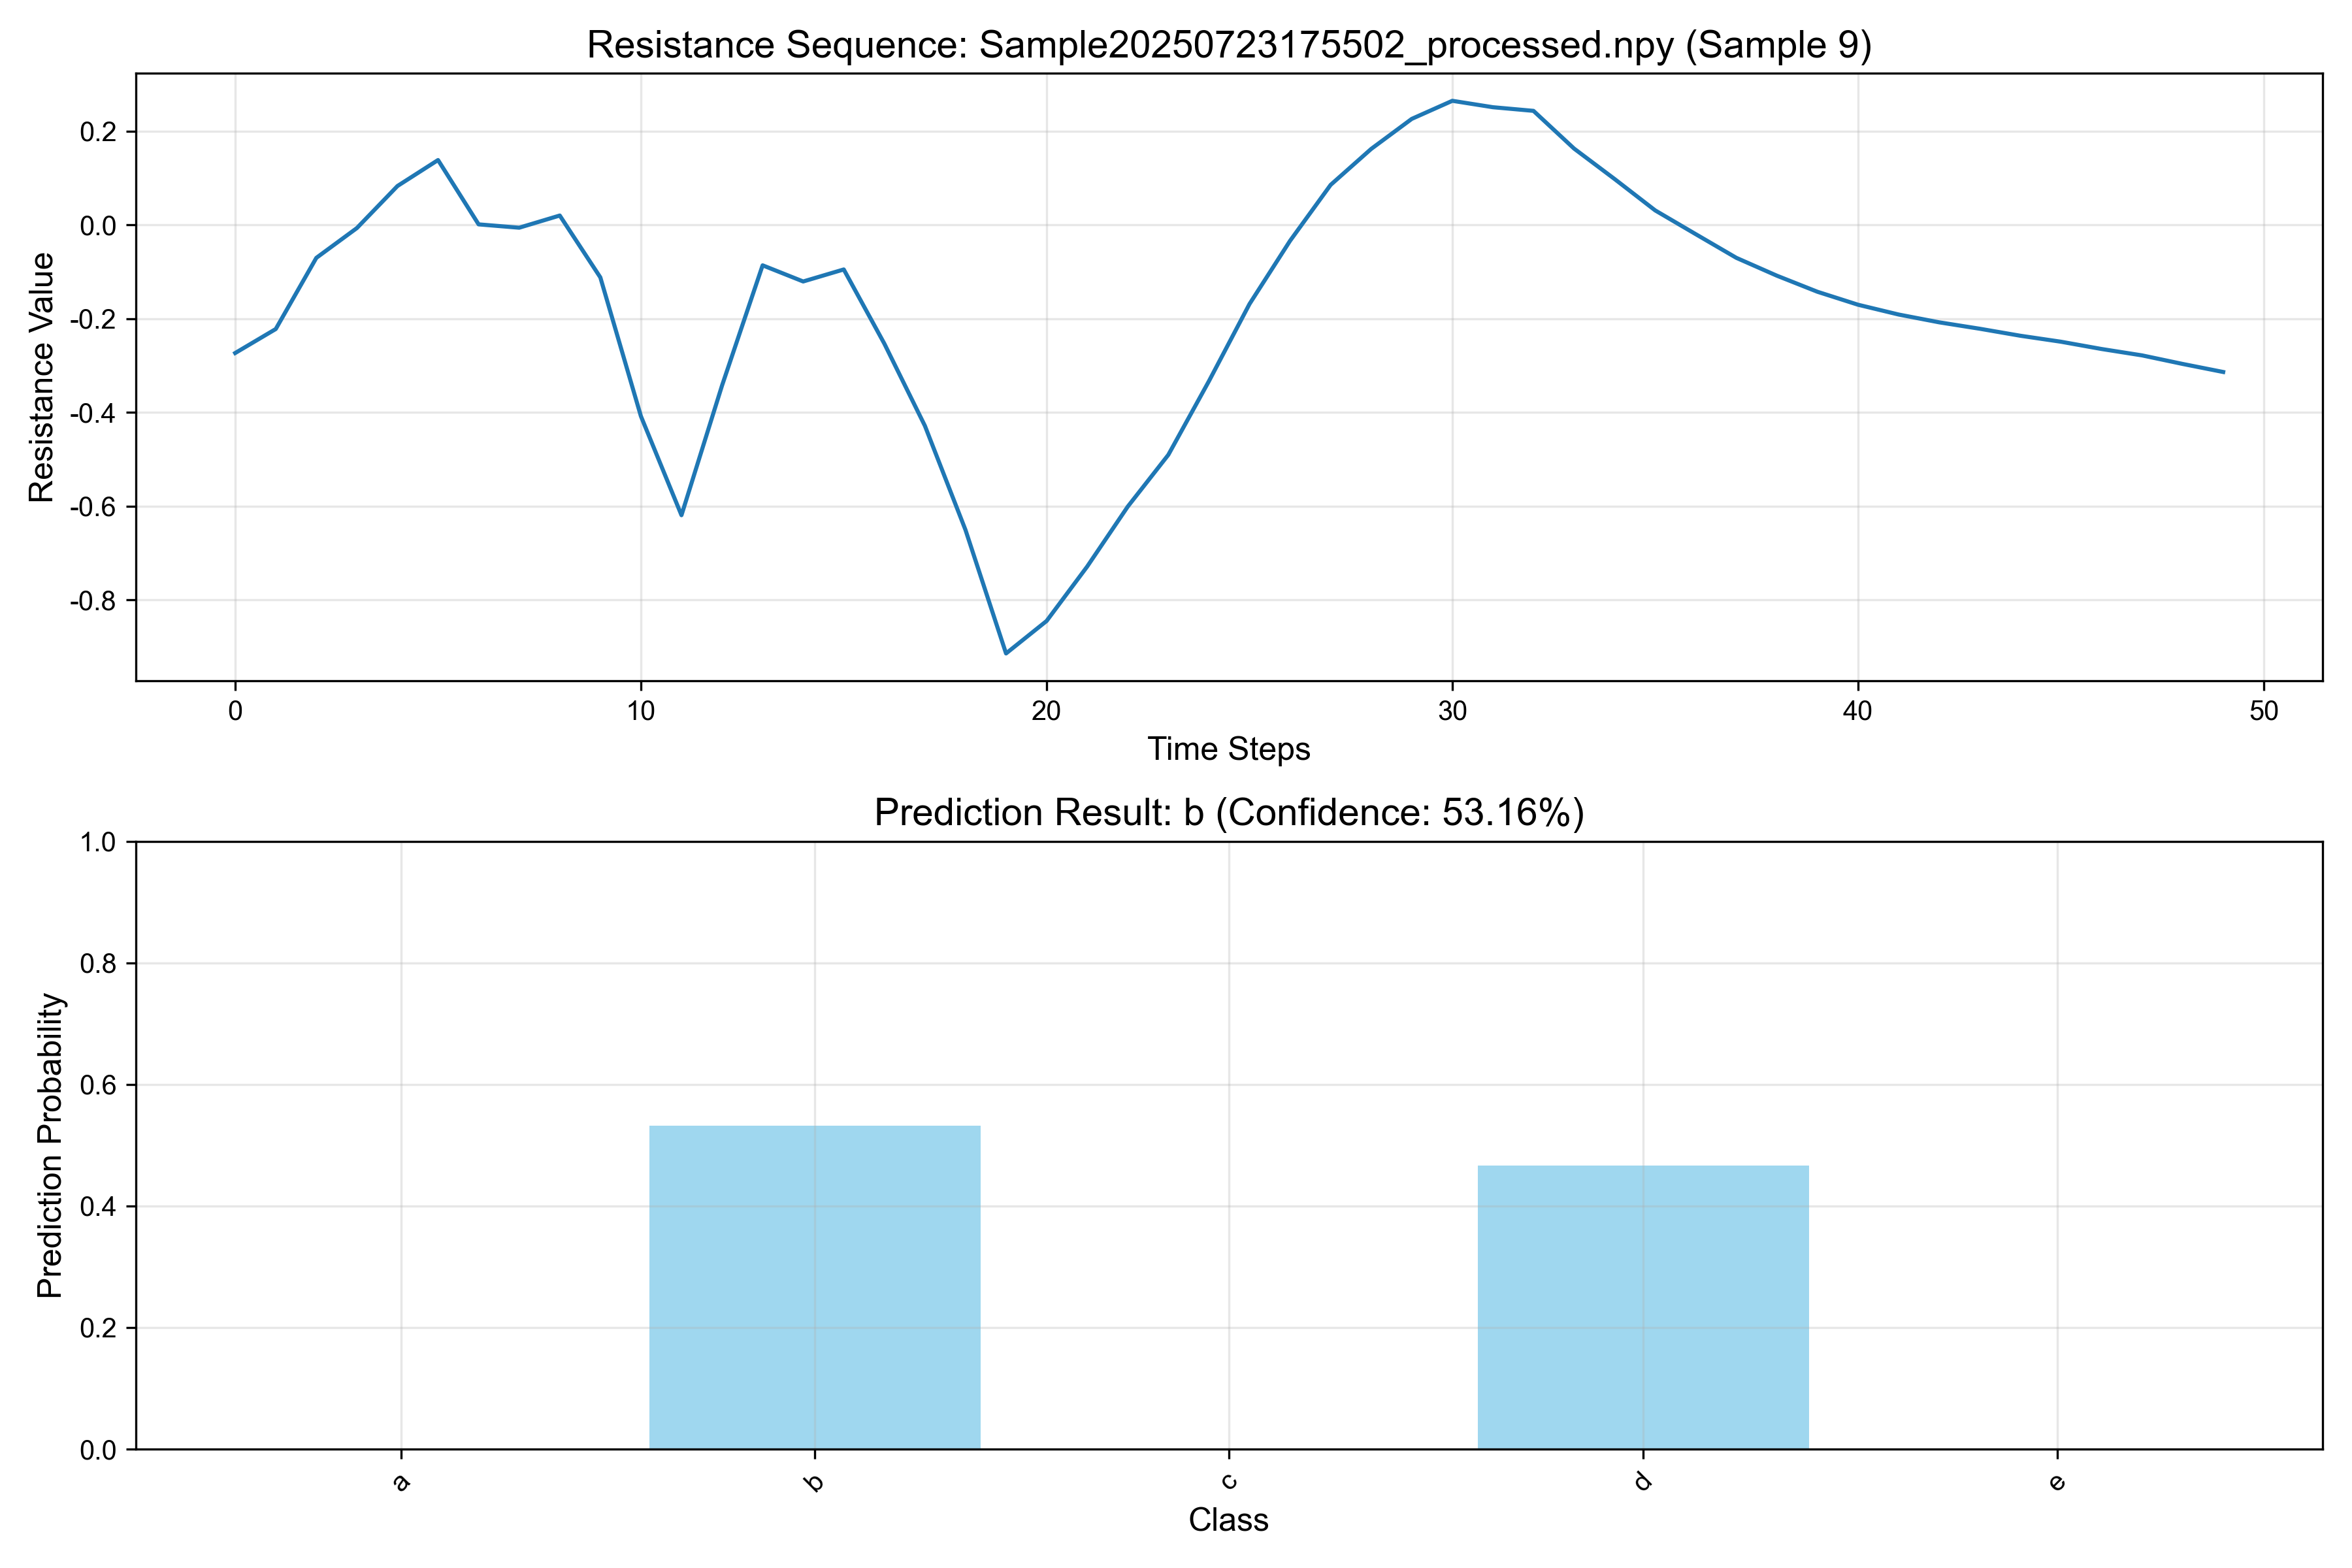 Resistance Sequence: Sample20250723175502_processed.npy (Sample 9)
Resistance Value
0.2
0.0
-0.2
-0.4
-0.6
-0.8
0 10 20 30 40 50
Time Steps
Prediction Result: b (Confidence: 53.16%)
Prediction Probability
1.0
0.8
0.6
0.4
0.2
0.0
a b c d e
Class